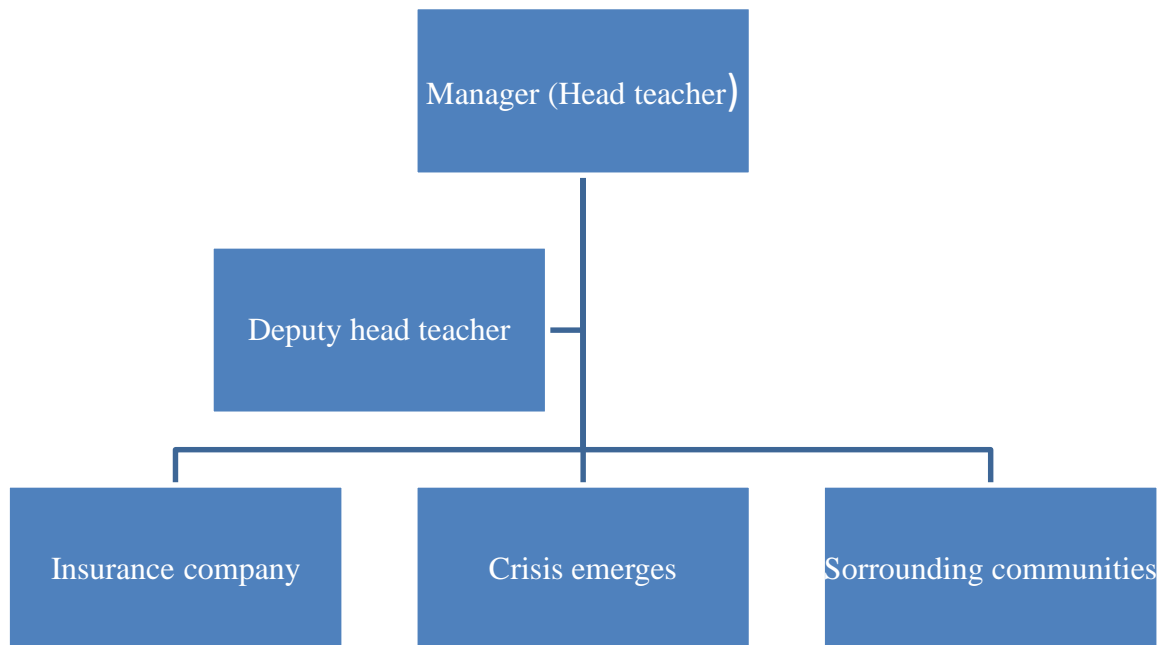 Manager (Head teacher)
Deputy head teacher
Insurance company
Crisis emerges
Sorrounding communities